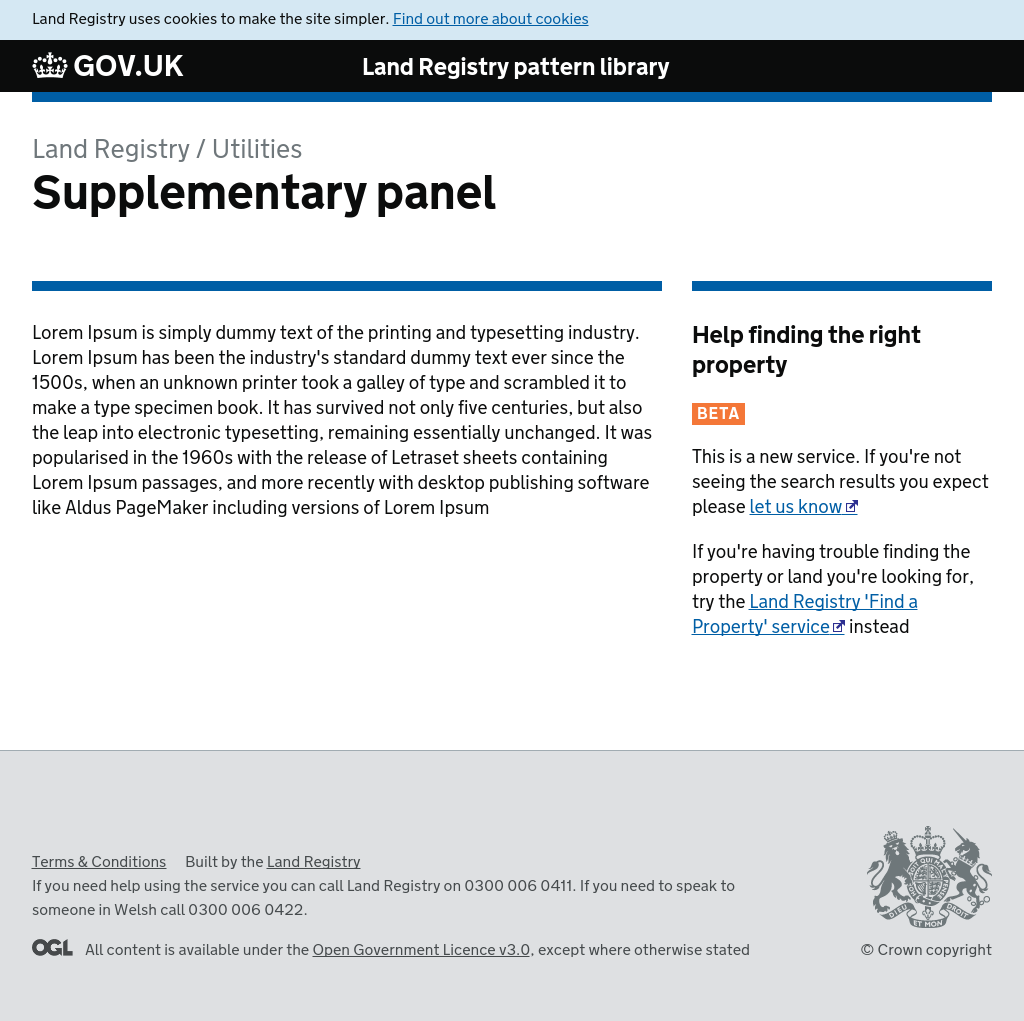 Land Registry uses cookies to make the site simpler. Find out more about cookies
GOV.UK
Land Registry pattern library
Land Registry / Utilities
Supplementary panel
Lorem Ipsum is simply dummy text of the printing and typesetting industry.
Lorem Ipsum has been the industry's standard dummy text ever since the
1500s, when an unknown printer took a galley of type and scrambled it to
make a type specimen book. It has survived not only five centuries, but also
the leap into electronic typesetting, remaining essentially unchanged. It was
popularised in the 1960s with the release of Letraset sheets containing
Lorem Ipsum passages, and more recently with desktop publishing software
like Aldus PageMaker including versions of Lorem Ipsum
Help finding the right
property
BETA
This is a new service. If you're not
seeing the search results you expect
please let us know
If you're having trouble finding the
property or land you're looking for,
try the Land Registry 'Find a
Property' service instead
Terms & Conditions Built by the Land Registry
If you need help using the service you can call Land Registry on 0300 006 0411. If you need to speak to
someone in Welsh call 0300 006 0422.
OGL All content is available under the Open Government Licence v3.0, except where otherwise stated
DIEU ET MON DROIT
© Crown copyright